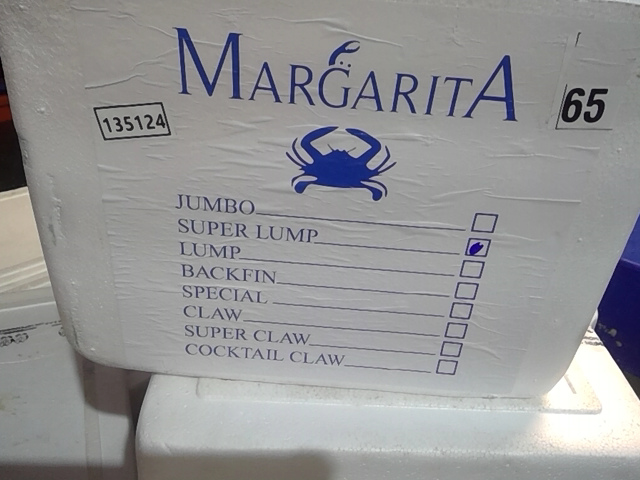 MARGARITA
65
135124
JUMBO
SUPER LUMP
LUMP
BACKFIN
SPECIAL
CLAW
SUPER CLAW
COCKTAIL CLAW